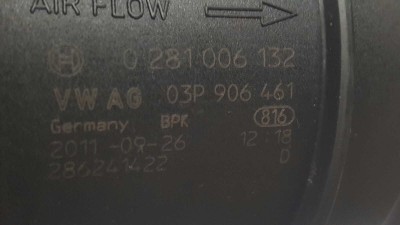 AIR FLOW
0 281 006 132
VW AG 03P 906 461
Germany BPK 816
2011-09-26 12:18
286241422 D